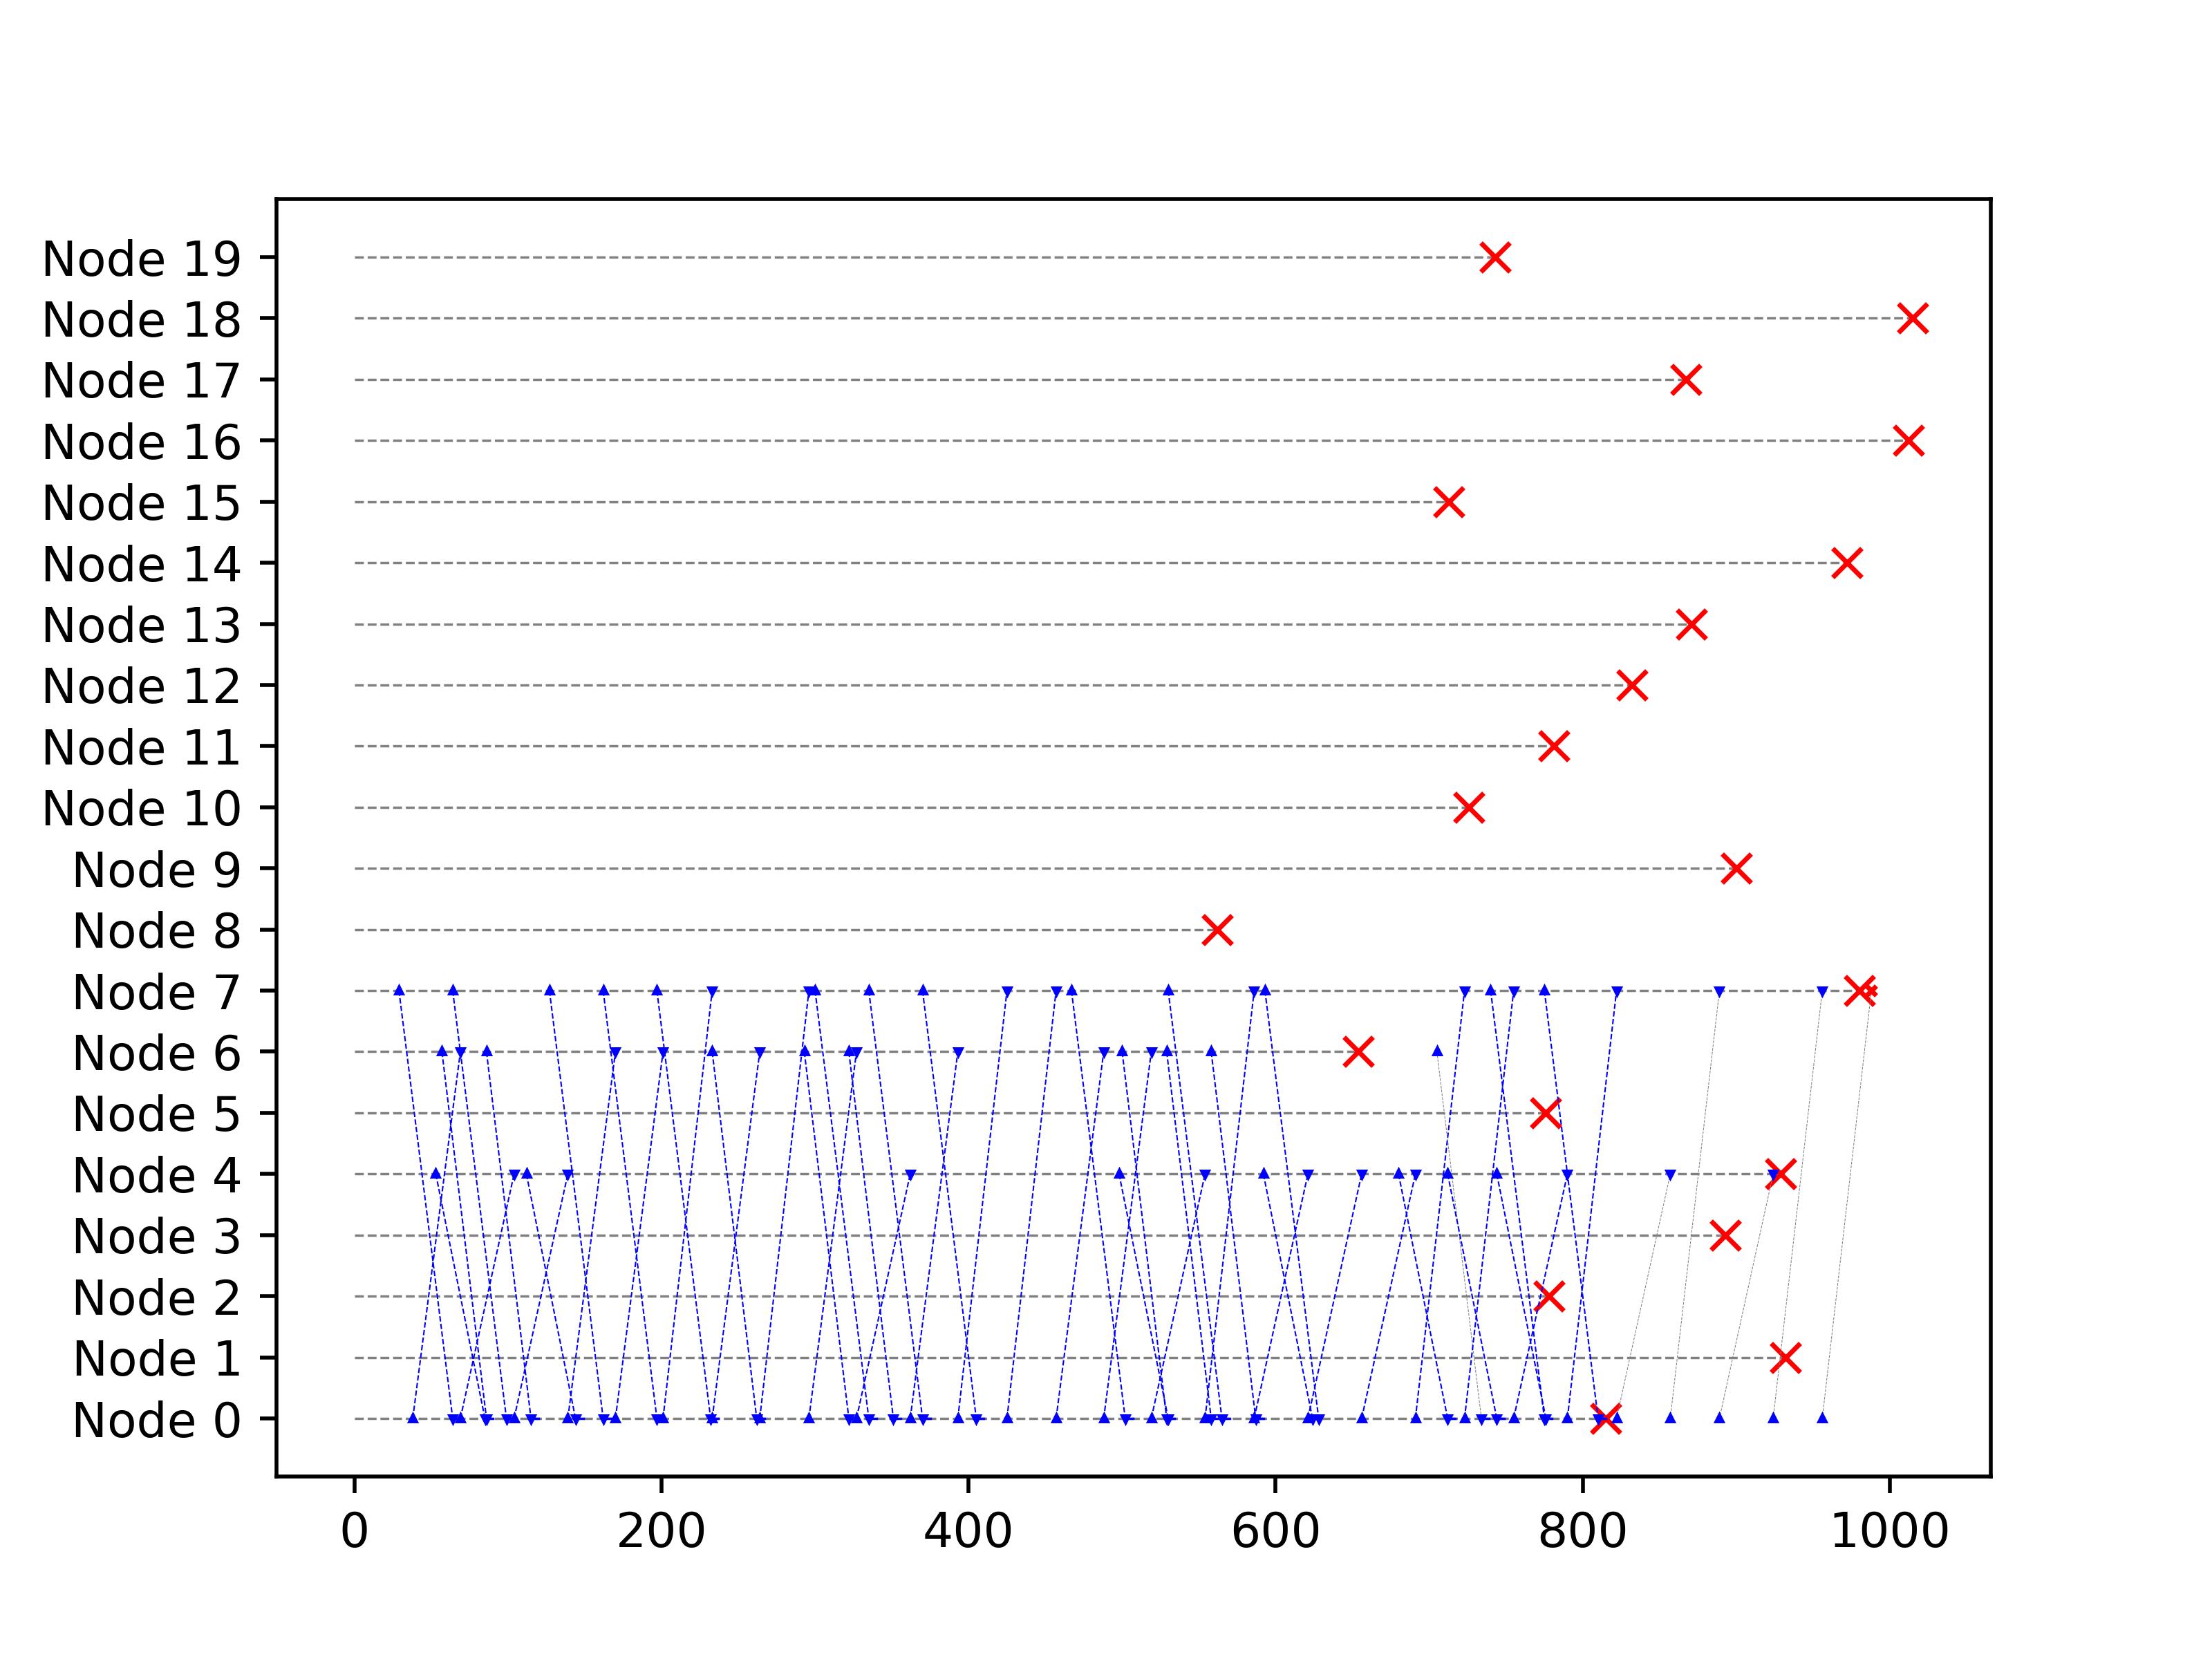 Node 19
Node 18
Node 17
Node 16
Node 15
Node 14
Node 13
Node 12
Node 11
Node 10
Node 9
Node 8
Node 7
Node 6
Node 5
Node 4
Node 3
Node 2
Node 1
Node 0
0 200 400 600 800 1000